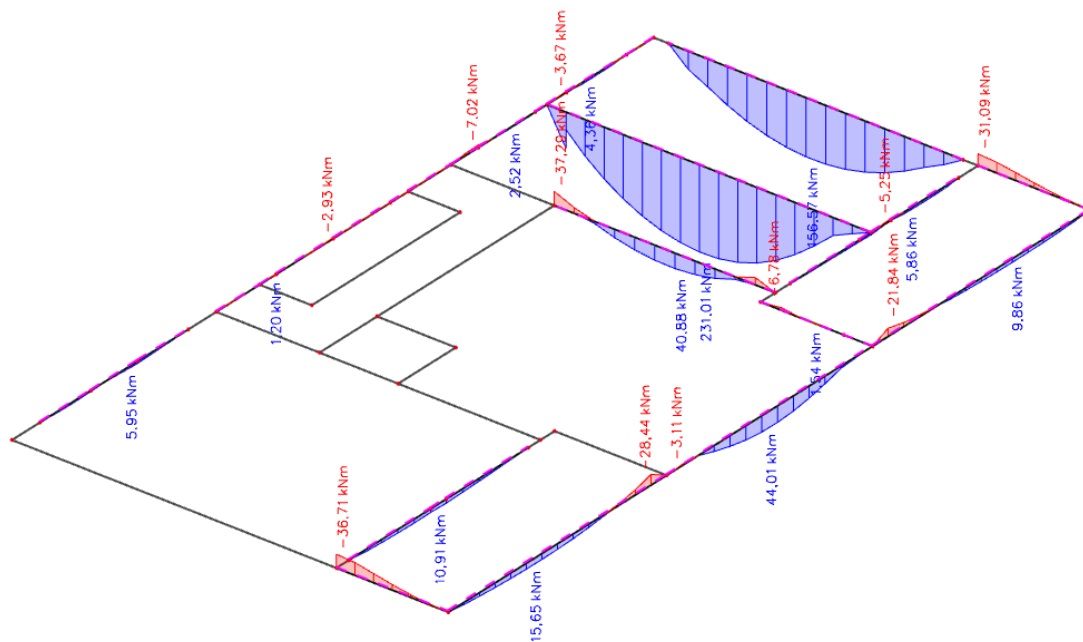 -3,67 kNm
-7,02 kNm
4,36 kNm
-37,29 kNm
2,52 kNm
-31,09 kNm
-5,25 kNm
156,57 kNm
5,86 kNm
-2,93 kNm
-6,78 kNm
-21,84 kNm
9,86 kNm
1,20 kNm
40,88 kNm
231,01 kNm
5,95 kNm
44,01 kNm
-28,44 kNm
-3,11 kNm
-36,71 kNm
10,91 kNm
15,65 kNm